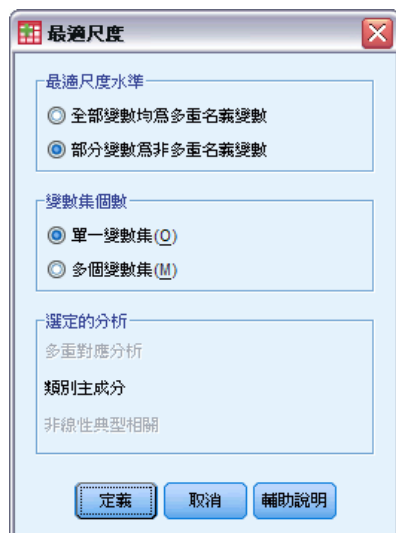 最適尺度
最適尺度水準
全部變數均為多重名義變數
部分變數為非多重名義變數
變數集個數
單一變數集(O)
多個變數集(M)
選定的分析
多重對應分析
類別主成分
非線性典型相關
定義 取消 輔助說明